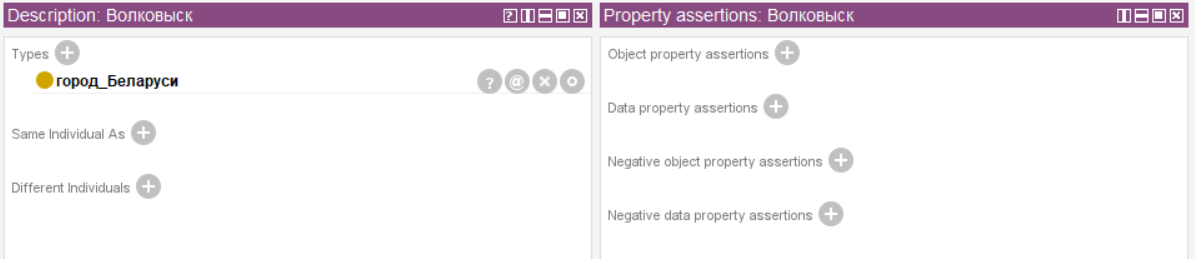 Description: Волковыск
Types
город_Беларуси
Same Individual As
Different Individuals
Property assertions: Волковыск
Object property assertions
Data property assertions
Negative object property assertions
Negative data property assertions